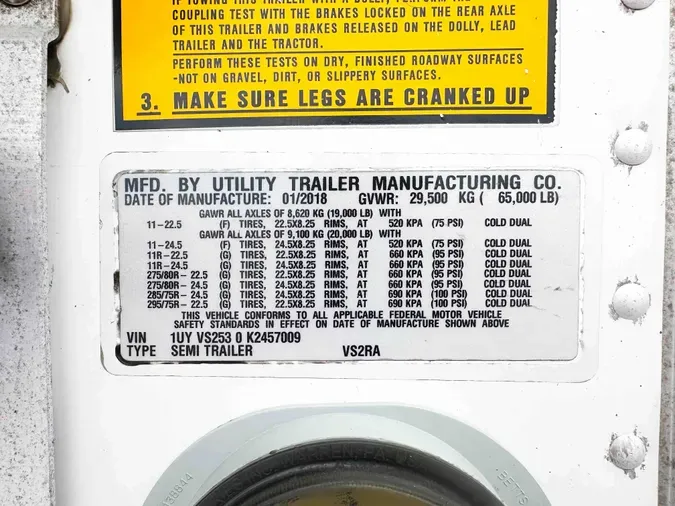 IF TOWING THIS TRAILER WITH A DOLLY, PERFORM THE
COUPLING TEST WITH THE BRAKES LOCKED ON THE REAR AXLE
OF THIS TRAILER AND BRAKES RELEASED ON THE DOLLY, LEAD
TRAILER AND THE TRACTOR.
PERFORM THESE TESTS ON DRY, FINISHED ROADWAY SURFACES
-NOT ON GRAVEL, DIRT, OR SLIPPERY SURFACES.
3. MAKE SURE LEGS ARE CRANKED UP
MFD. BY UTILITY TRAILER MANUFACTURING CO.
DATE OF MANUFACTURE: 01/2018 GVWR: 29,500 KG ( 65,000 LB)
GAWR ALL AXLES OF 8,620 KG (19,000 LB) WITH
11-22.5 (F) TIRES, 22.5X8.25 RIMS, AT 520 KPA (75 PSI) COLD DUAL
GAWR ALL AXLES OF 9,100 KG (20,000 LB) WITH
11-24.5 (F) TIRES, 24.5X8.25 RIMS, AT 520 KPA (75 PSI) COLD DUAL
11R-22.5 (G) TIRES, 22.5X8.25 RIMS, AT 660 KPA (95 PSI) COLD DUAL
11R-24.5 (G) TIRES, 24.5X8.25 RIMS, AT 660 KPA (95 PSI) COLD DUAL
275/80R- 22.5 (G) TIRES, 22.5X8.25 RIMS, AT 660 KPA (95 PSI) COLD DUAL
275/80R- 24.5 (G) TIRES, 24.5X8.25 RIMS, AT 660 KPA (95 PSI) COLD DUAL
285/75R- 24.5 (G) TIRES, 24.5X8.25 RIMS, AT 690 KPA (100 PSI) COLD DUAL
295/75R- 22.5 (G) TIRES, 22.5X8.25 RIMS, AT 690 KPA (100 PSI) COLD DUAL
THIS VEHICLE CONFORMS TO ALL APPLICABLE FEDERAL MOTOR VEHICLE
SAFETY STANDARDS IN EFFECT ON DATE OF MANUFACTURE SHOWN ABOVE
VIN 1UY VS253 0 K2457009
TYPE SEMI TRAILER VS2RA
BETTS